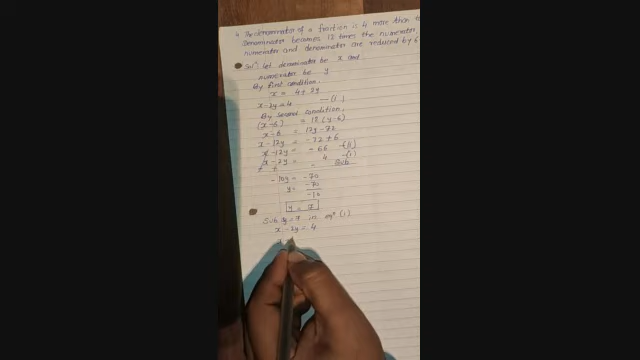 4. The denominator of a fraction is 4 more than t
Denominator becomes 12 times the numerator,
numerator and denominator are reduced by 6
Solⁿ: Let denominator be x and
numerator be y
By first condition,
x = 4 + 2y
x - 2y = 4 —(i)
By second condition,
(x-6) = 12 (y-6)
x - 6 = 12y - 72
x - 12y = -72 + 6
x - 12y = - 66 —(ii)
x - 2y = 4 —(i)
- + - Sub.
- 10y = - 70
y = -70
-10
y = 7
Sub. y = 7 in eqⁿ (i)
x - 2y = 4